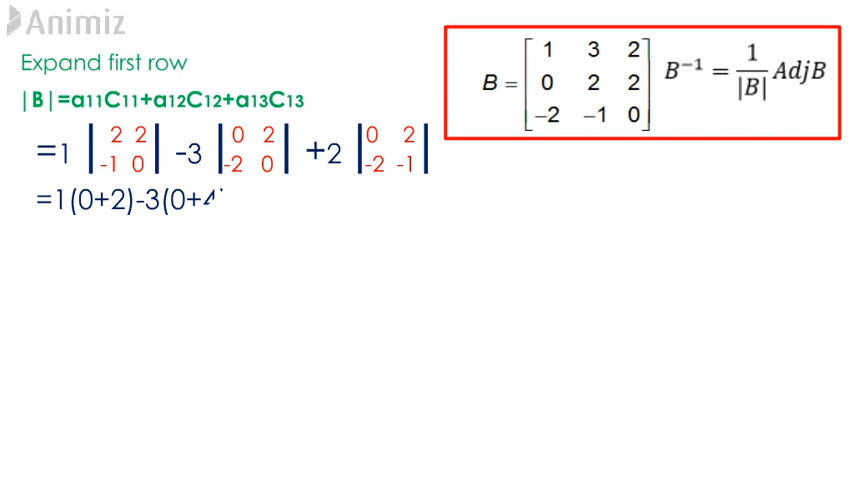 Animiz
Expand first row
|B|=a11C11+a12C12+a13C13
=1 | 2 2 | -3 | 0 2 | +2 | 0 2 |
| -1 0 | | -2 0 | | -2 -1 |
=1(0+2)-3(0+4
1 3 2
B = 0 2 2 B⁻¹ = 1/|B| AdjB
−2 −1 0